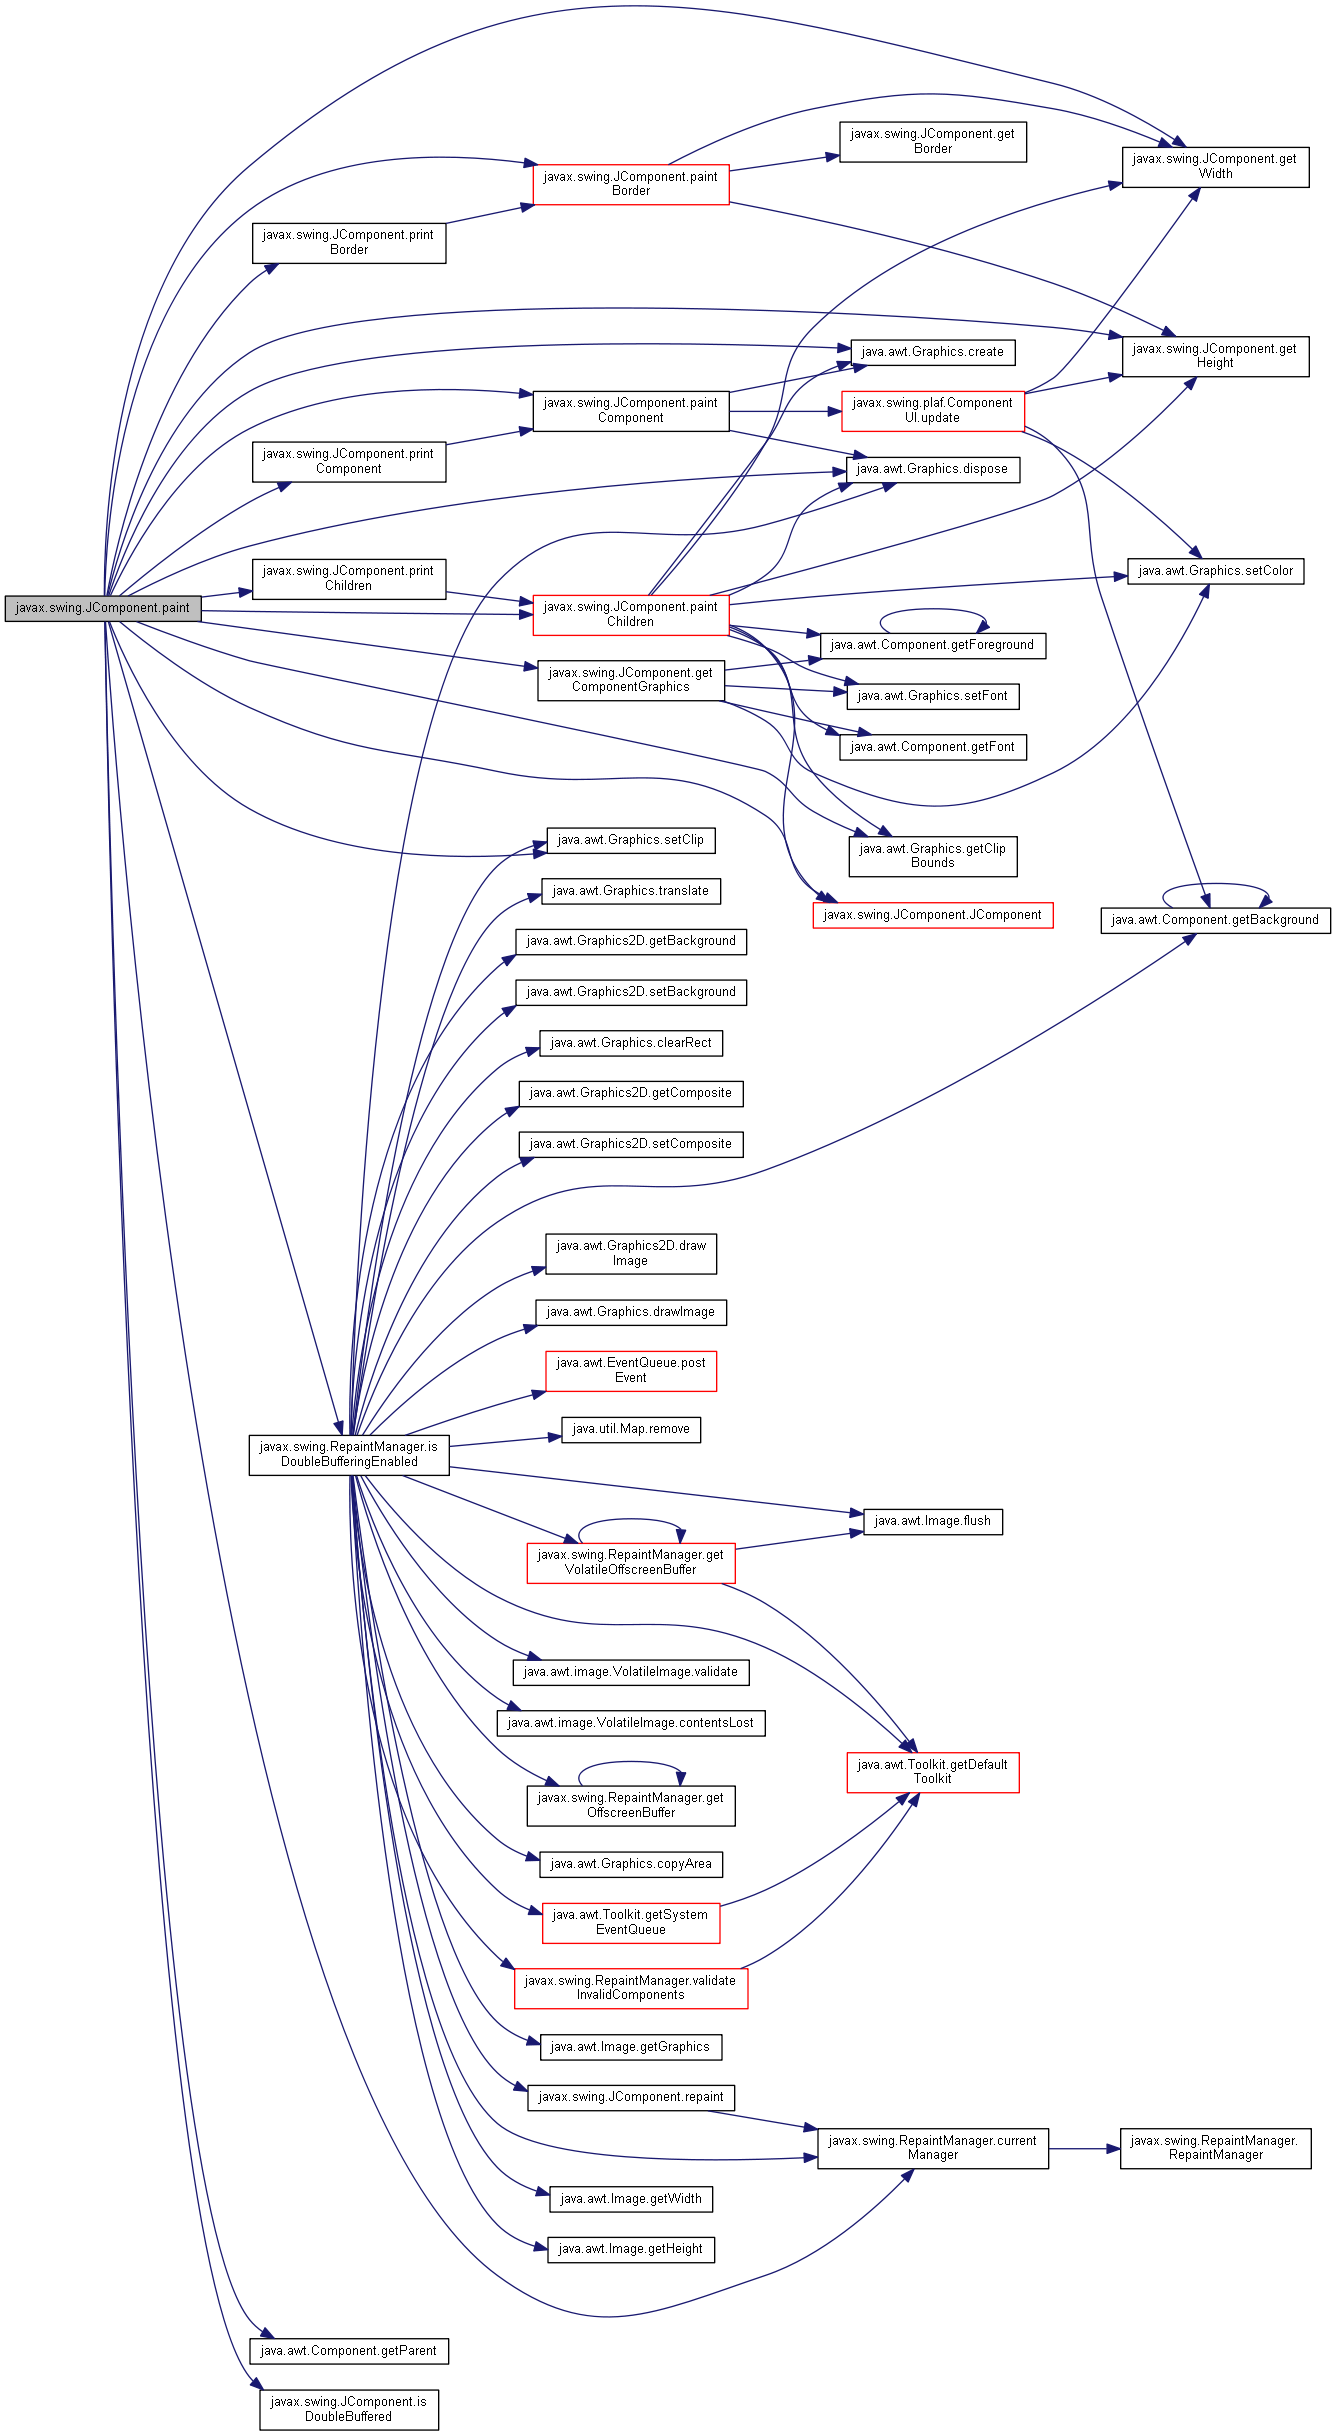 javax.swing.JComponent.get
Border
javax.swing.JComponent.get
Width
javax.swing.JComponent.paint
Border
javax.swing.JComponent.print
Border
javax.swing.JComponent.get
Height
java.awt.Graphics.create
javax.swing.JComponent.paint
Component
javax.swing.plaf.Component
UI.update
javax.swing.JComponent.print
Component
java.awt.Graphics.dispose
javax.swing.JComponent.print
Children
java.awt.Graphics.setColor
javax.swing.JComponent.paint
javax.swing.JComponent.paint
Children
java.awt.Component.getForeground
javax.swing.JComponent.get
ComponentGraphics
java.awt.Graphics.setFont
java.awt.Component.getFont
java.awt.Graphics.setClip
java.awt.Graphics.getClip
Bounds
java.awt.Graphics.translate
javax.swing.JComponent.JComponent
java.awt.Component.getBackground
java.awt.Graphics2D.getBackground
java.awt.Graphics2D.setBackground
java.awt.Graphics.clearRect
java.awt.Graphics2D.getComposite
java.awt.Graphics2D.setComposite
java.awt.Graphics2D.draw
Image
java.awt.Graphics.drawImage
java.awt.EventQueue.post
Event
java.util.Map.remove
javax.swing.RepaintManager.is
DoubleBufferingEnabled
java.awt.Image.flush
javax.swing.RepaintManager.get
VolatileOffscreenBuffer
java.awt.image.VolatileImage.validate
java.awt.image.VolatileImage.contentsLost
java.awt.Toolkit.getDefault
Toolkit
javax.swing.RepaintManager.get
OffscreenBuffer
java.awt.Graphics.copyArea
java.awt.Toolkit.getSystem
EventQueue
javax.swing.RepaintManager.validate
InvalidComponents
java.awt.Image.getGraphics
javax.swing.JComponent.repaint
javax.swing.RepaintManager.current
Manager
javax.swing.RepaintManager.
RepaintManager
java.awt.Image.getWidth
java.awt.Image.getHeight
java.awt.Component.getParent
javax.swing.JComponent.is
DoubleBuffered